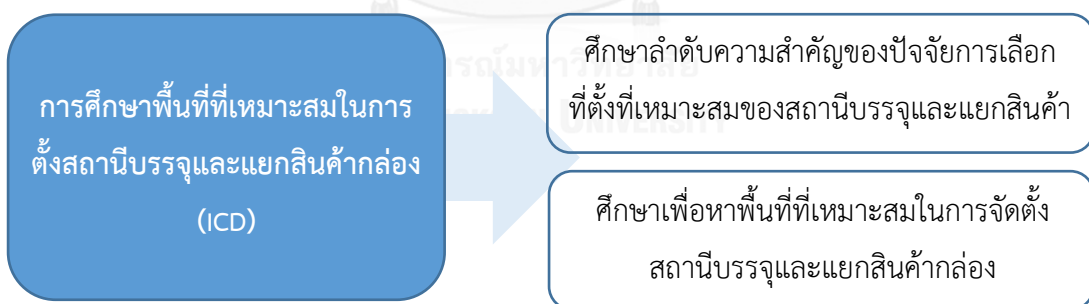 การศึกษาพื้นที่ที่เหมาะสมในการ
ตั้งสถานีบรรจุและแยกสินค้ากล่อง
(ICD)
ศึกษาลำดับความสำคัญของปัจจัยการเลือก
ที่ตั้งที่เหมาะสมของสถานีบรรจุและแยกสินค้า
ศึกษาเพื่อหาพื้นที่ที่เหมาะสมในการจัดตั้ง
สถานีบรรจุและแยกสินค้ากล่อง